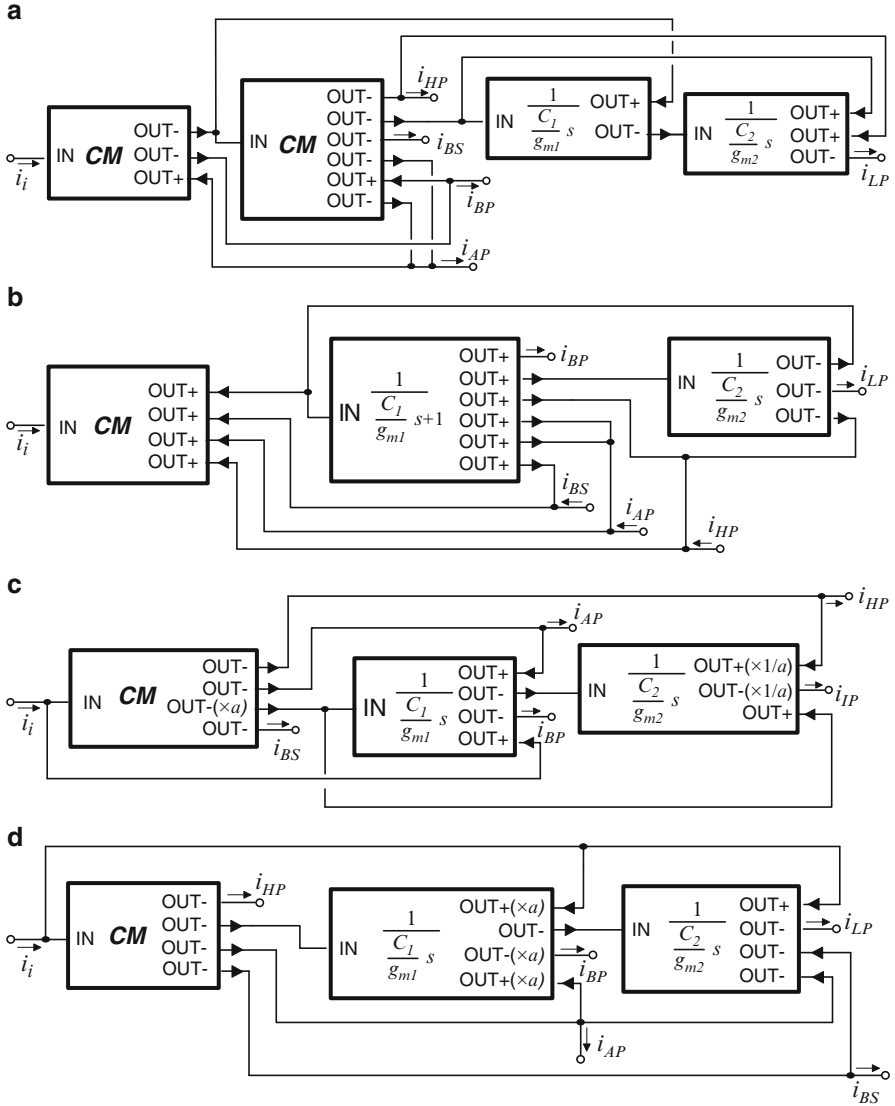 a
IN CM
OUT-
OUT-
OUT+
i_i
IN CM
OUT-
OUT-
OUT-
OUT-
OUT+
OUT-
i_HP
i_BS
i_BP
i_AP
IN 1 / (C_1/g_m1 s)
OUT+
OUT-
IN 1 / (C_2/g_m2 s)
OUT+
OUT+
OUT-
i_LP
b
IN CM
OUT+
OUT+
OUT+
OUT+
i_i
IN 1 / (C_1/g_m1 s+1)
OUT+
OUT+
OUT+
OUT+
OUT+
OUT+
i_BP
i_BS
i_AP
i_HP
IN 1 / (C_2/g_m2 s)
OUT-
OUT-
OUT-
i_LP
c
IN CM
OUT-
OUT-
OUT-(×a)
OUT-
i_i
i_BS
i_AP
i_HP
IN 1 / (C_1/g_m1 s)
OUT+
OUT-
OUT-
OUT+
i_BP
IN 1 / (C_2/g_m2 s)
OUT+(×1/a)
OUT-(×1/a)
OUT+
i_IP
d
IN CM
OUT-
OUT-
OUT-
OUT-
i_i
i_HP
IN 1 / (C_1/g_m1 s)
OUT+(×a)
OUT-
OUT-(×a)
OUT+(×a)
i_BP
i_AP
IN 1 / (C_2/g_m2 s)
OUT+
OUT-
OUT-
OUT-
i_LP
i_BS